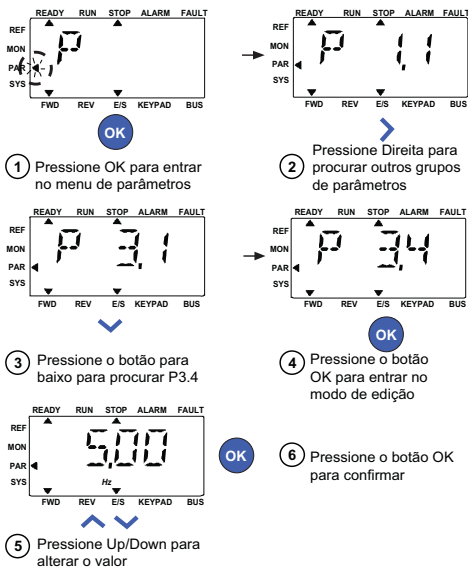 READY RUN STOP ALARM FAULT
REF
MON
PAR
SYS
P
FWD REV E/S KEYPAD BUS
OK
1 Pressione OK para entrar
no menu de parâmetros
READY RUN STOP ALARM FAULT
REF
MON
PAR
SYS
P 1.1
FWD REV E/S KEYPAD BUS
2 Pressione Direita para
procurar outros grupos
de parâmetros
READY RUN STOP ALARM FAULT
REF
MON
PAR
SYS
P 3.1
FWD REV E/S KEYPAD BUS
3 Pressione o botão para
baixo para procurar P3.4
READY RUN STOP ALARM FAULT
REF
MON
PAR
SYS
P 3.4
FWD REV E/S KEYPAD BUS
OK
4 Pressione o botão
OK para entrar no
modo de edição
READY RUN STOP ALARM FAULT
REF
MON
PAR
SYS
5.00
Hz
FWD REV E/S KEYPAD BUS
5 Pressione Up/Down para
alterar o valor
OK
6 Pressione o botão OK
para confirmar